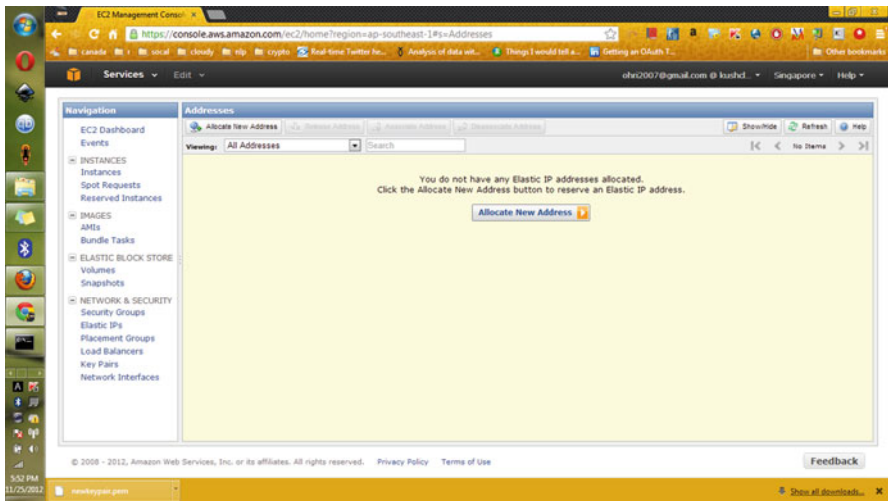 EC2 Management Consol
https://console.aws.amazon.com/ec2/home?region=ap-southeast-1#s=Addresses
canada
r
social
cloudy
nlp
crypto
Real-time Twitter he...
Analysis of data wit...
Things I would tell a...
Getting an OAuth T...
Other bookmarks
Services
Edit
ohri2007@gmail.com @ kushd...
Singapore
Help
Navigation
EC2 Dashboard
Events
INSTANCES
Instances
Spot Requests
Reserved Instances
IMAGES
AMIs
Bundle Tasks
ELASTIC BLOCK STORE
Volumes
Snapshots
NETWORK & SECURITY
Security Groups
Elastic IPs
Placement Groups
Load Balancers
Key Pairs
Network Interfaces
Addresses
Allocate New Address
Release Address
Associate Address
Disassociate Address
Show/Hide
Refresh
Help
Viewing: All Addresses
Search
No Items
You do not have any Elastic IP addresses allocated.
Click the Allocate New Address button to reserve an Elastic IP address.
Allocate New Address
© 2008 - 2012, Amazon Web Services, Inc. or its affiliates. All rights reserved. Privacy Policy Terms of Use
Feedback
newkeypair.pem
Show all downloads...
5:52 PM
11/25/2012